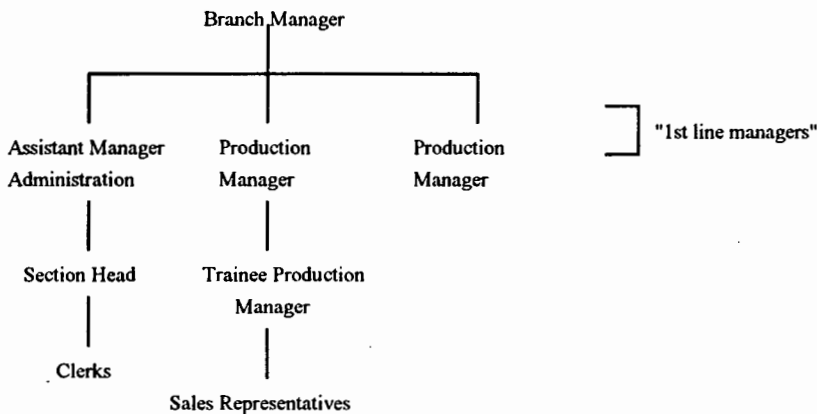 Branch Manager
Assistant Manager
Administration
Production
Manager
Production
Manager
"1st line managers"
Section Head
Trainee Production
Manager
Clerks
Sales Representatives